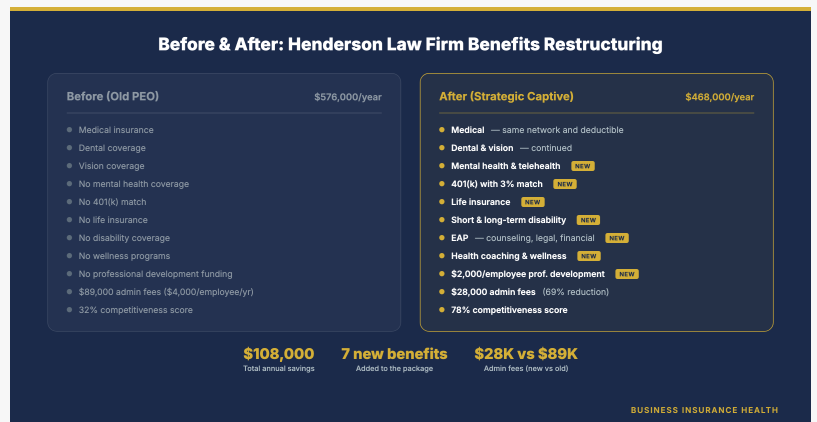 Before & After: Henderson Law Firm Benefits Restructuring
Before (Old PEO) $576,000/year
Medical insurance
Dental coverage
Vision coverage
No mental health coverage
No 401(k) match
No life insurance
No disability coverage
No wellness programs
No professional development funding
$89,000 admin fees ($4,000/employee/yr)
32% competitiveness score
After (Strategic Captive) $468,000/year
Medical — same network and deductible
Dental & vision — continued
Mental health & telehealth NEW
401(k) with 3% match NEW
Life insurance NEW
Short & long-term disability NEW
EAP — counseling, legal, financial NEW
Health coaching & wellness NEW
$2,000/employee prof. development NEW
$28,000 admin fees (69% reduction)
78% competitiveness score
$108,000
Total annual savings
7 new benefits
Added to the package
$28K vs $89K
Admin fees (new vs old)
BUSINESS INSURANCE HEALTH